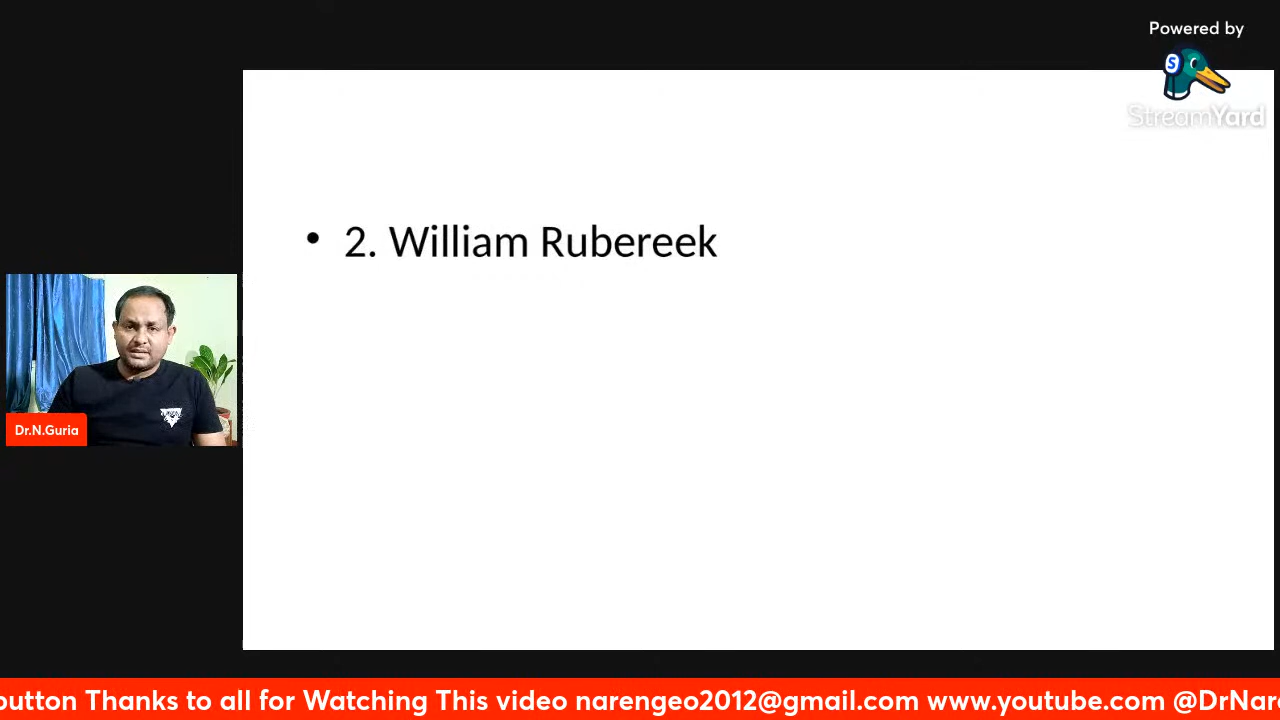 Powered by
StreamYard
• 2. William Rubereek
Dr.N.Guria
button Thanks to all for Watching This video narengeo2012@gmail.com www.youtube.com @DrNar